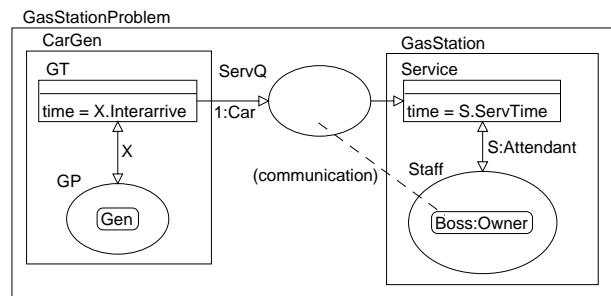 GasStationProblem
CarGen
GT
time = X.Interarrive
X
GP
Gen
ServQ
1:Car
(communication)
GasStation
Service
time = S.ServTime
S:Attendant
Staff
Boss:Owner